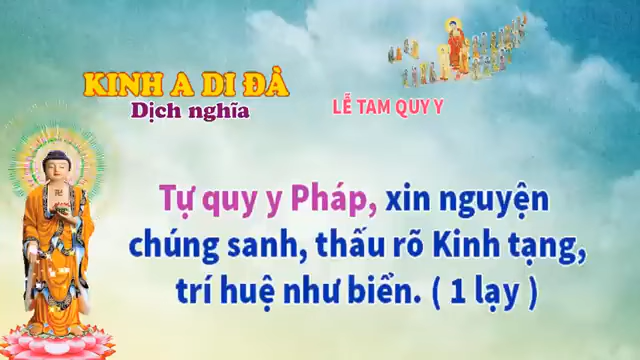 KINH A DI ĐÀ
Dịch nghĩa
LỄ TAM QUY Y
Tự quy y Pháp, xin nguyện
chúng sanh, thấu rõ Kinh tạng,
trí huệ như biển. ( 1 lạy )